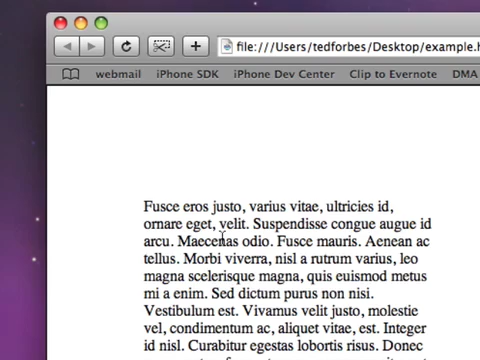 file:///Users/tedforbes/Desktop/example.h
webmail iPhone SDK iPhone Dev Center Clip to Evernote DMA
Fusce eros justo, varius vitae, ultricies id,
ornare eget, velit. Suspendisse congue augue id
arcu. Maecenas odio. Fusce mauris. Aenean ac
tellus. Morbi viverra, nisl a rutrum varius, leo
magna scelerisque magna, quis euismod metus
mi a enim. Sed dictum purus non nisi.
Vestibulum est. Vivamus velit justo, molestie
vel, condimentum ac, aliquet vitae, est. Integer
id nisl. Curabitur egestas lobortis risus. Donec